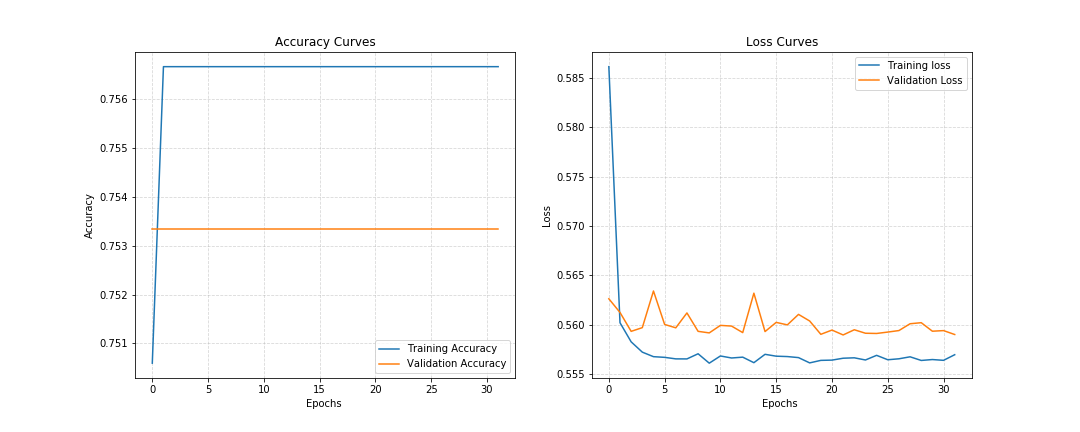 Accuracy Curves
Accuracy
0.756
0.755
0.754
0.753
0.752
0.751
0 5 10 15 20 25 30
Epochs
Training Accuracy
Validation Accuracy
Loss Curves
Loss
0.585
0.580
0.575
0.570
0.565
0.560
0.555
0 5 10 15 20 25 30
Epochs
Training loss
Validation Loss